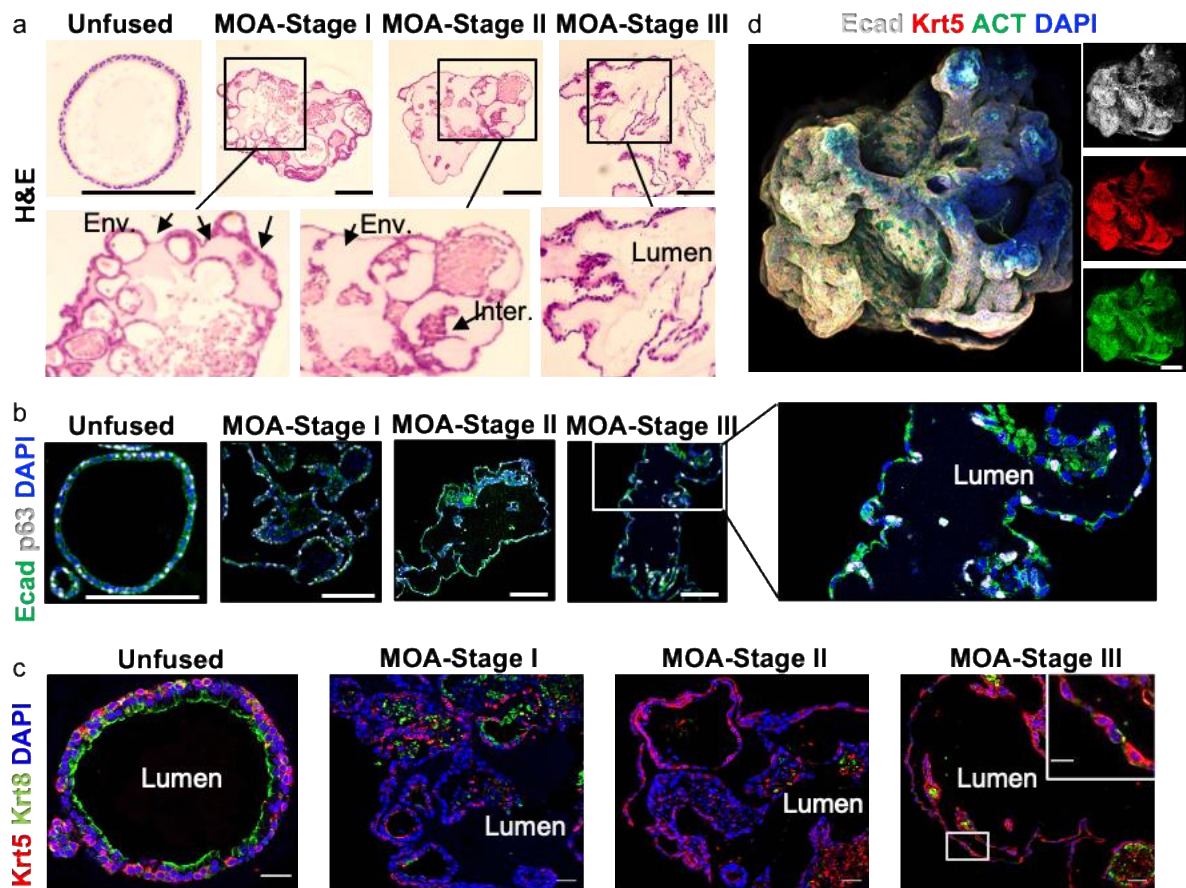 a
Unfused MOA-Stage I MOA-Stage II MOA-Stage III
H&E
Env.
Env.
Inter.
Lumen
d
Ecad Krt5 ACT DAPI
b
Unfused MOA-Stage I MOA-Stage II MOA-Stage III
Ecad p63 DAPI
Lumen
c
Unfused MOA-Stage I MOA-Stage II MOA-Stage III
Krt5 Krt8 DAPI
Lumen
Lumen
Lumen
Lumen